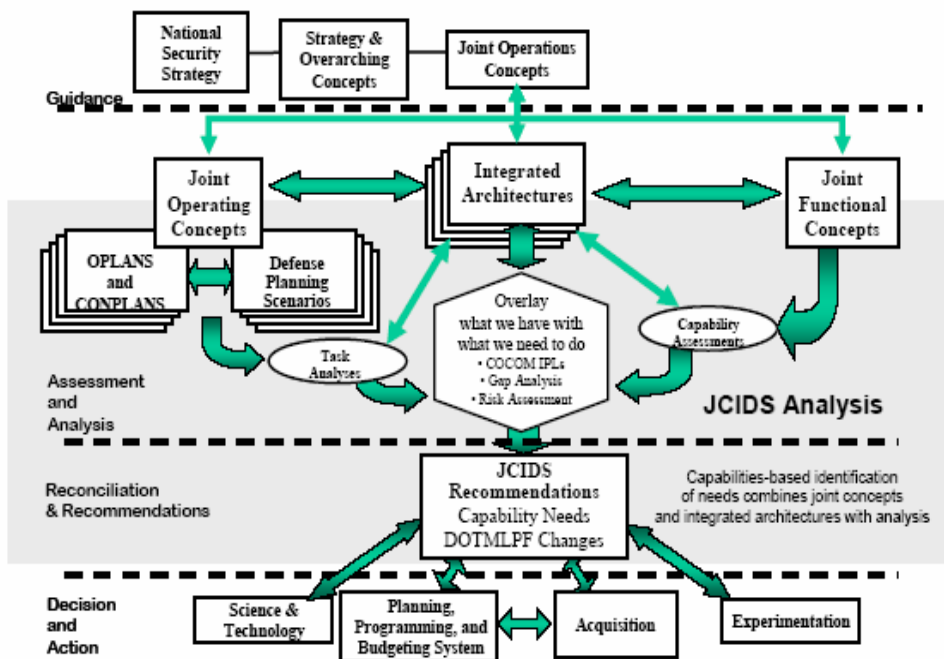 National
Security
Strategy
Strategy &
Overarching
Concepts
Joint Operations
Concepts
Guidance
Joint
Operating
Concepts
Integrated
Architectures
Joint
Functional
Concepts
OPLANS
and
CONPLANS
Defense
Planning
Scenarios
Overlay
what we have with
what we need to do
• COCOM IPLs
• Gap Analysis
• Risk Assessment
Task
Analyses
Capability
Assessments
Assessment
and
Analysis
JCIDS Analysis
Reconciliation
& Recommendations
JCIDS
Recommendations
Capability Needs
DOTMLPF Changes
Capabilities-based identification
of needs combines joint concepts
and integrated architectures with analysis
Decision
and
Action
Science &
Technology
Planning,
Programming, and
Budgeting System
Acquisition
Experimentation